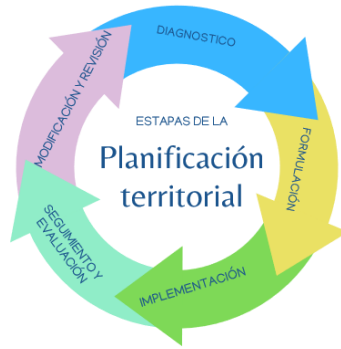 ESTAPAS DE LA
Planificación
territorial
DIAGNOSTICO
FORMULACIÓN
IMPLEMENTACIÓN
SEGUIMIENTO Y
EVALUACIÓN
MODIFICACIÓN Y REVISIÓN